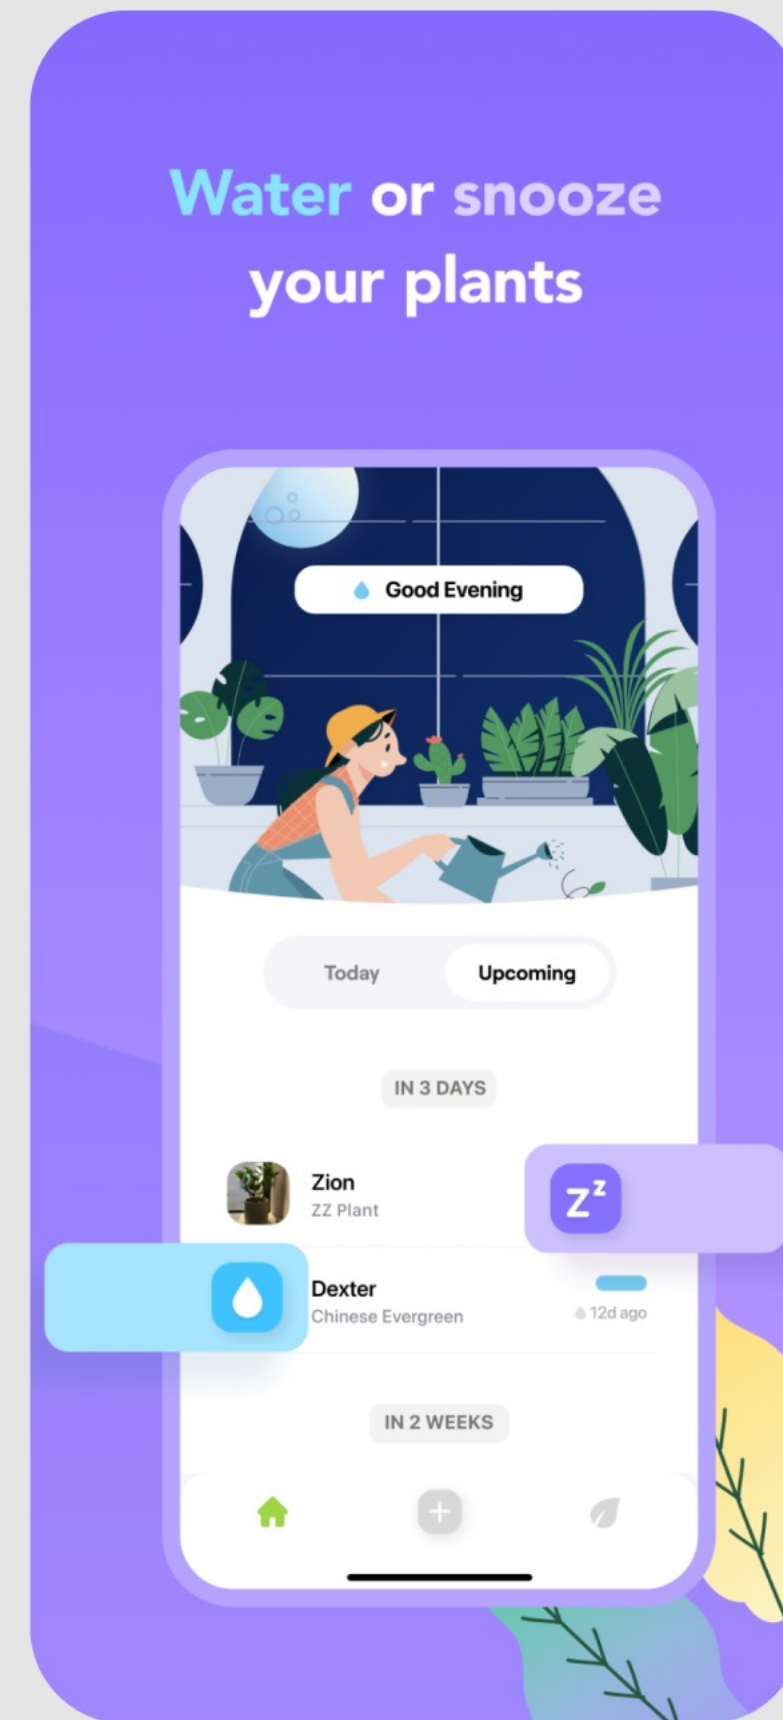 Water or snooze
your plants
Good Evening
Today Upcoming
IN 3 DAYS
Zion
ZZ Plant
Zz
Dexter
Chinese Evergreen
12d ago
IN 2 WEEKS